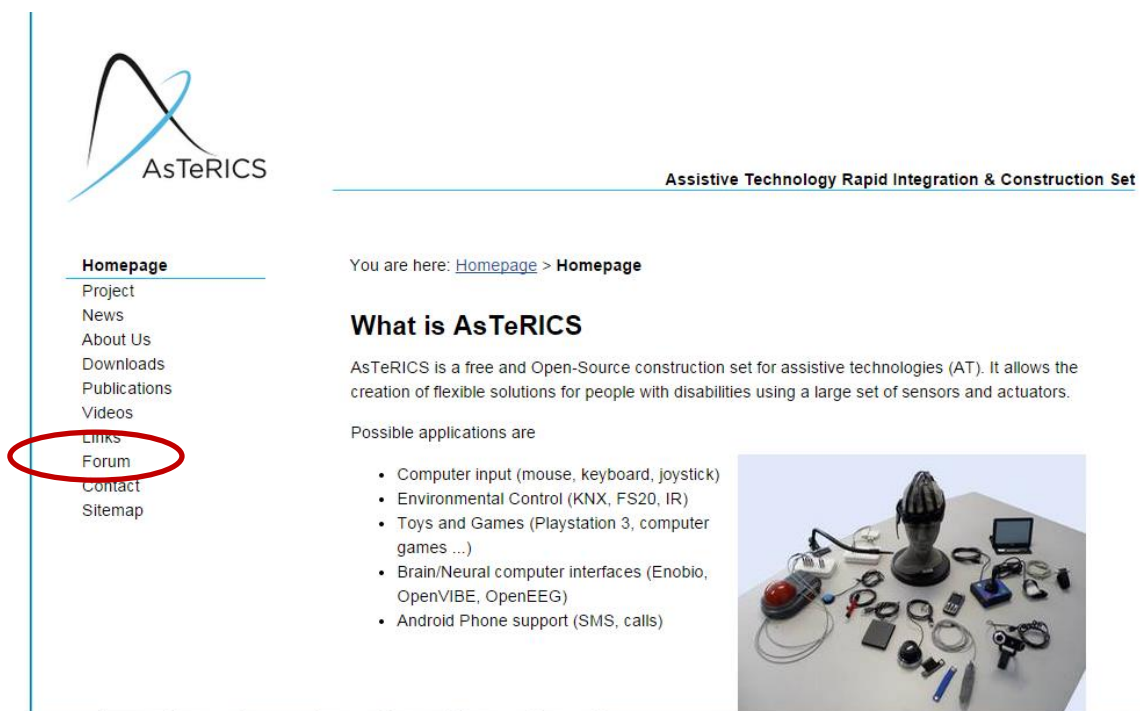 AsTeRICS
Assistive Technology Rapid Integration & Construction Set
Homepage
Project
News
About Us
Downloads
Publications
Videos
Links
Forum
Contact
Sitemap
You are here: Homepage > Homepage
What is AsTeRICS
AsTeRICS is a free and Open-Source construction set for assistive technologies (AT). It allows the
creation of flexible solutions for people with disabilities using a large set of sensors and actuators.
Possible applications are
• Computer input (mouse, keyboard, joystick)
• Environmental Control (KNX, FS20, IR)
• Toys and Games (Playstation 3, computer
games ...)
• Brain/Neural computer interfaces (Enobio,
OpenVIBE, OpenEEG)
• Android Phone support (SMS, calls)